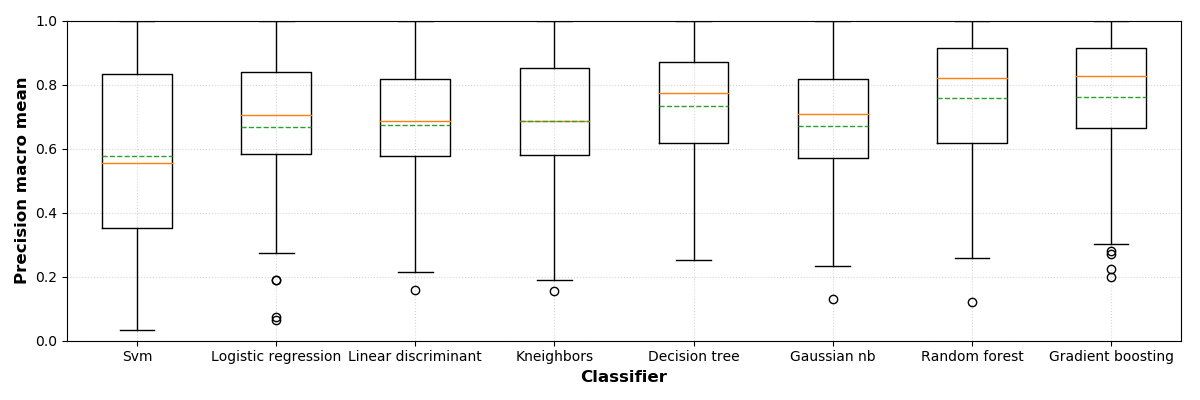 Precision macro mean
1.0
0.8
0.6
0.4
0.2
0.0
Svm Logistic regression Linear discriminant Kneighbors Decision tree Gaussian nb Random forest Gradient boosting
Classifier